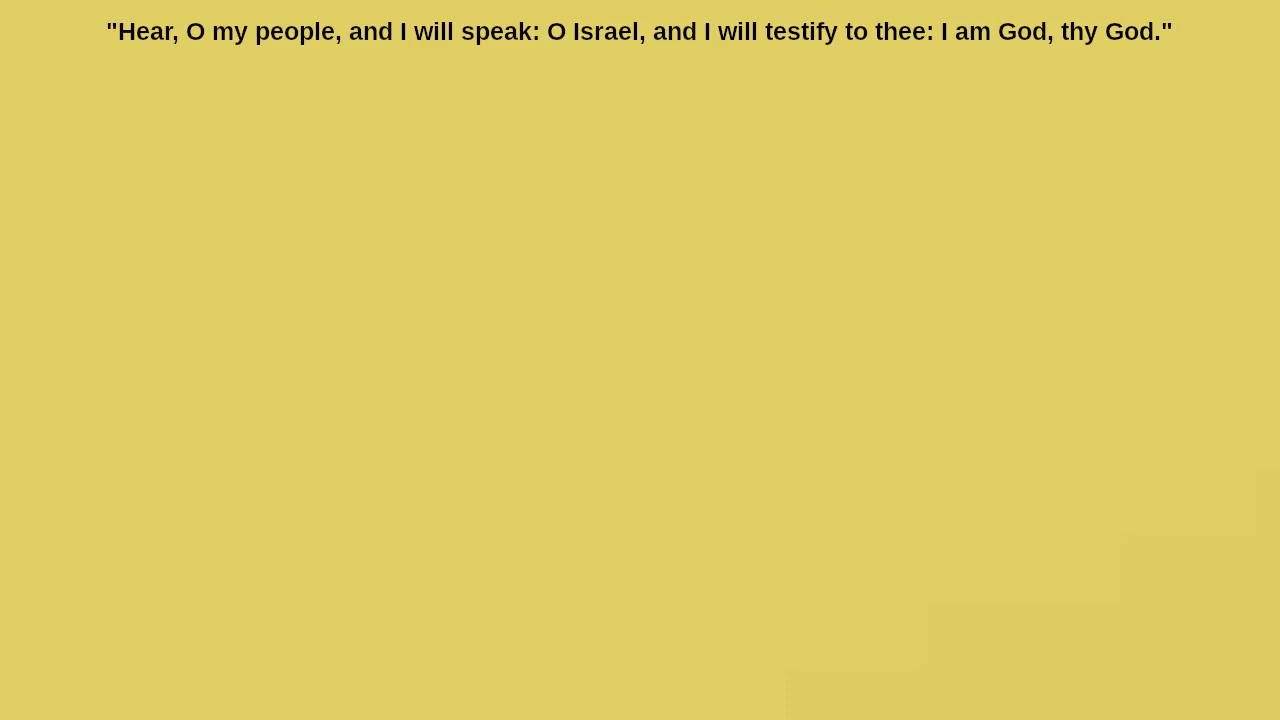 "Hear, O my people, and I will speak: O Israel, and I will testify to thee: I am God, thy God."